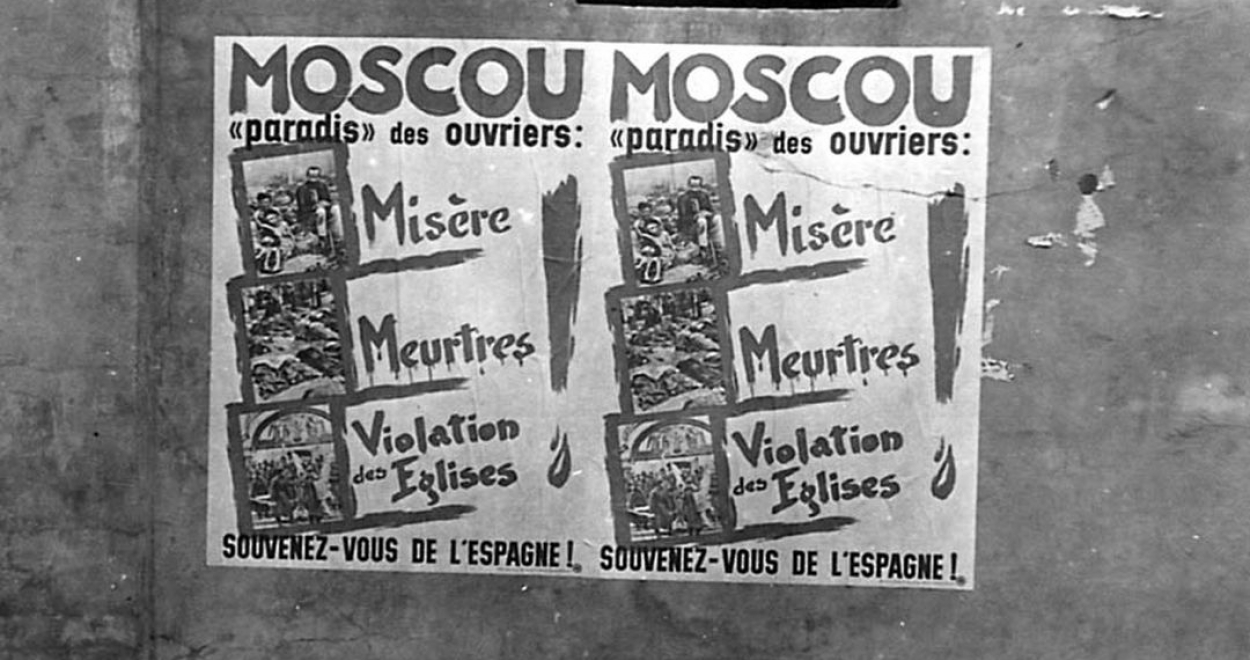 MOSCOU
«paradis» des ouvriers:
Misère
Meurtres
Violation
des Eglises
!
SOUVENEZ-VOUS DE L'ESPAGNE!
MOSCOU
«paradis» des ouvriers:
Misère
Meurtres
Violation
des Eglises
!
SOUVENEZ-VOUS DE L'ESPAGNE!